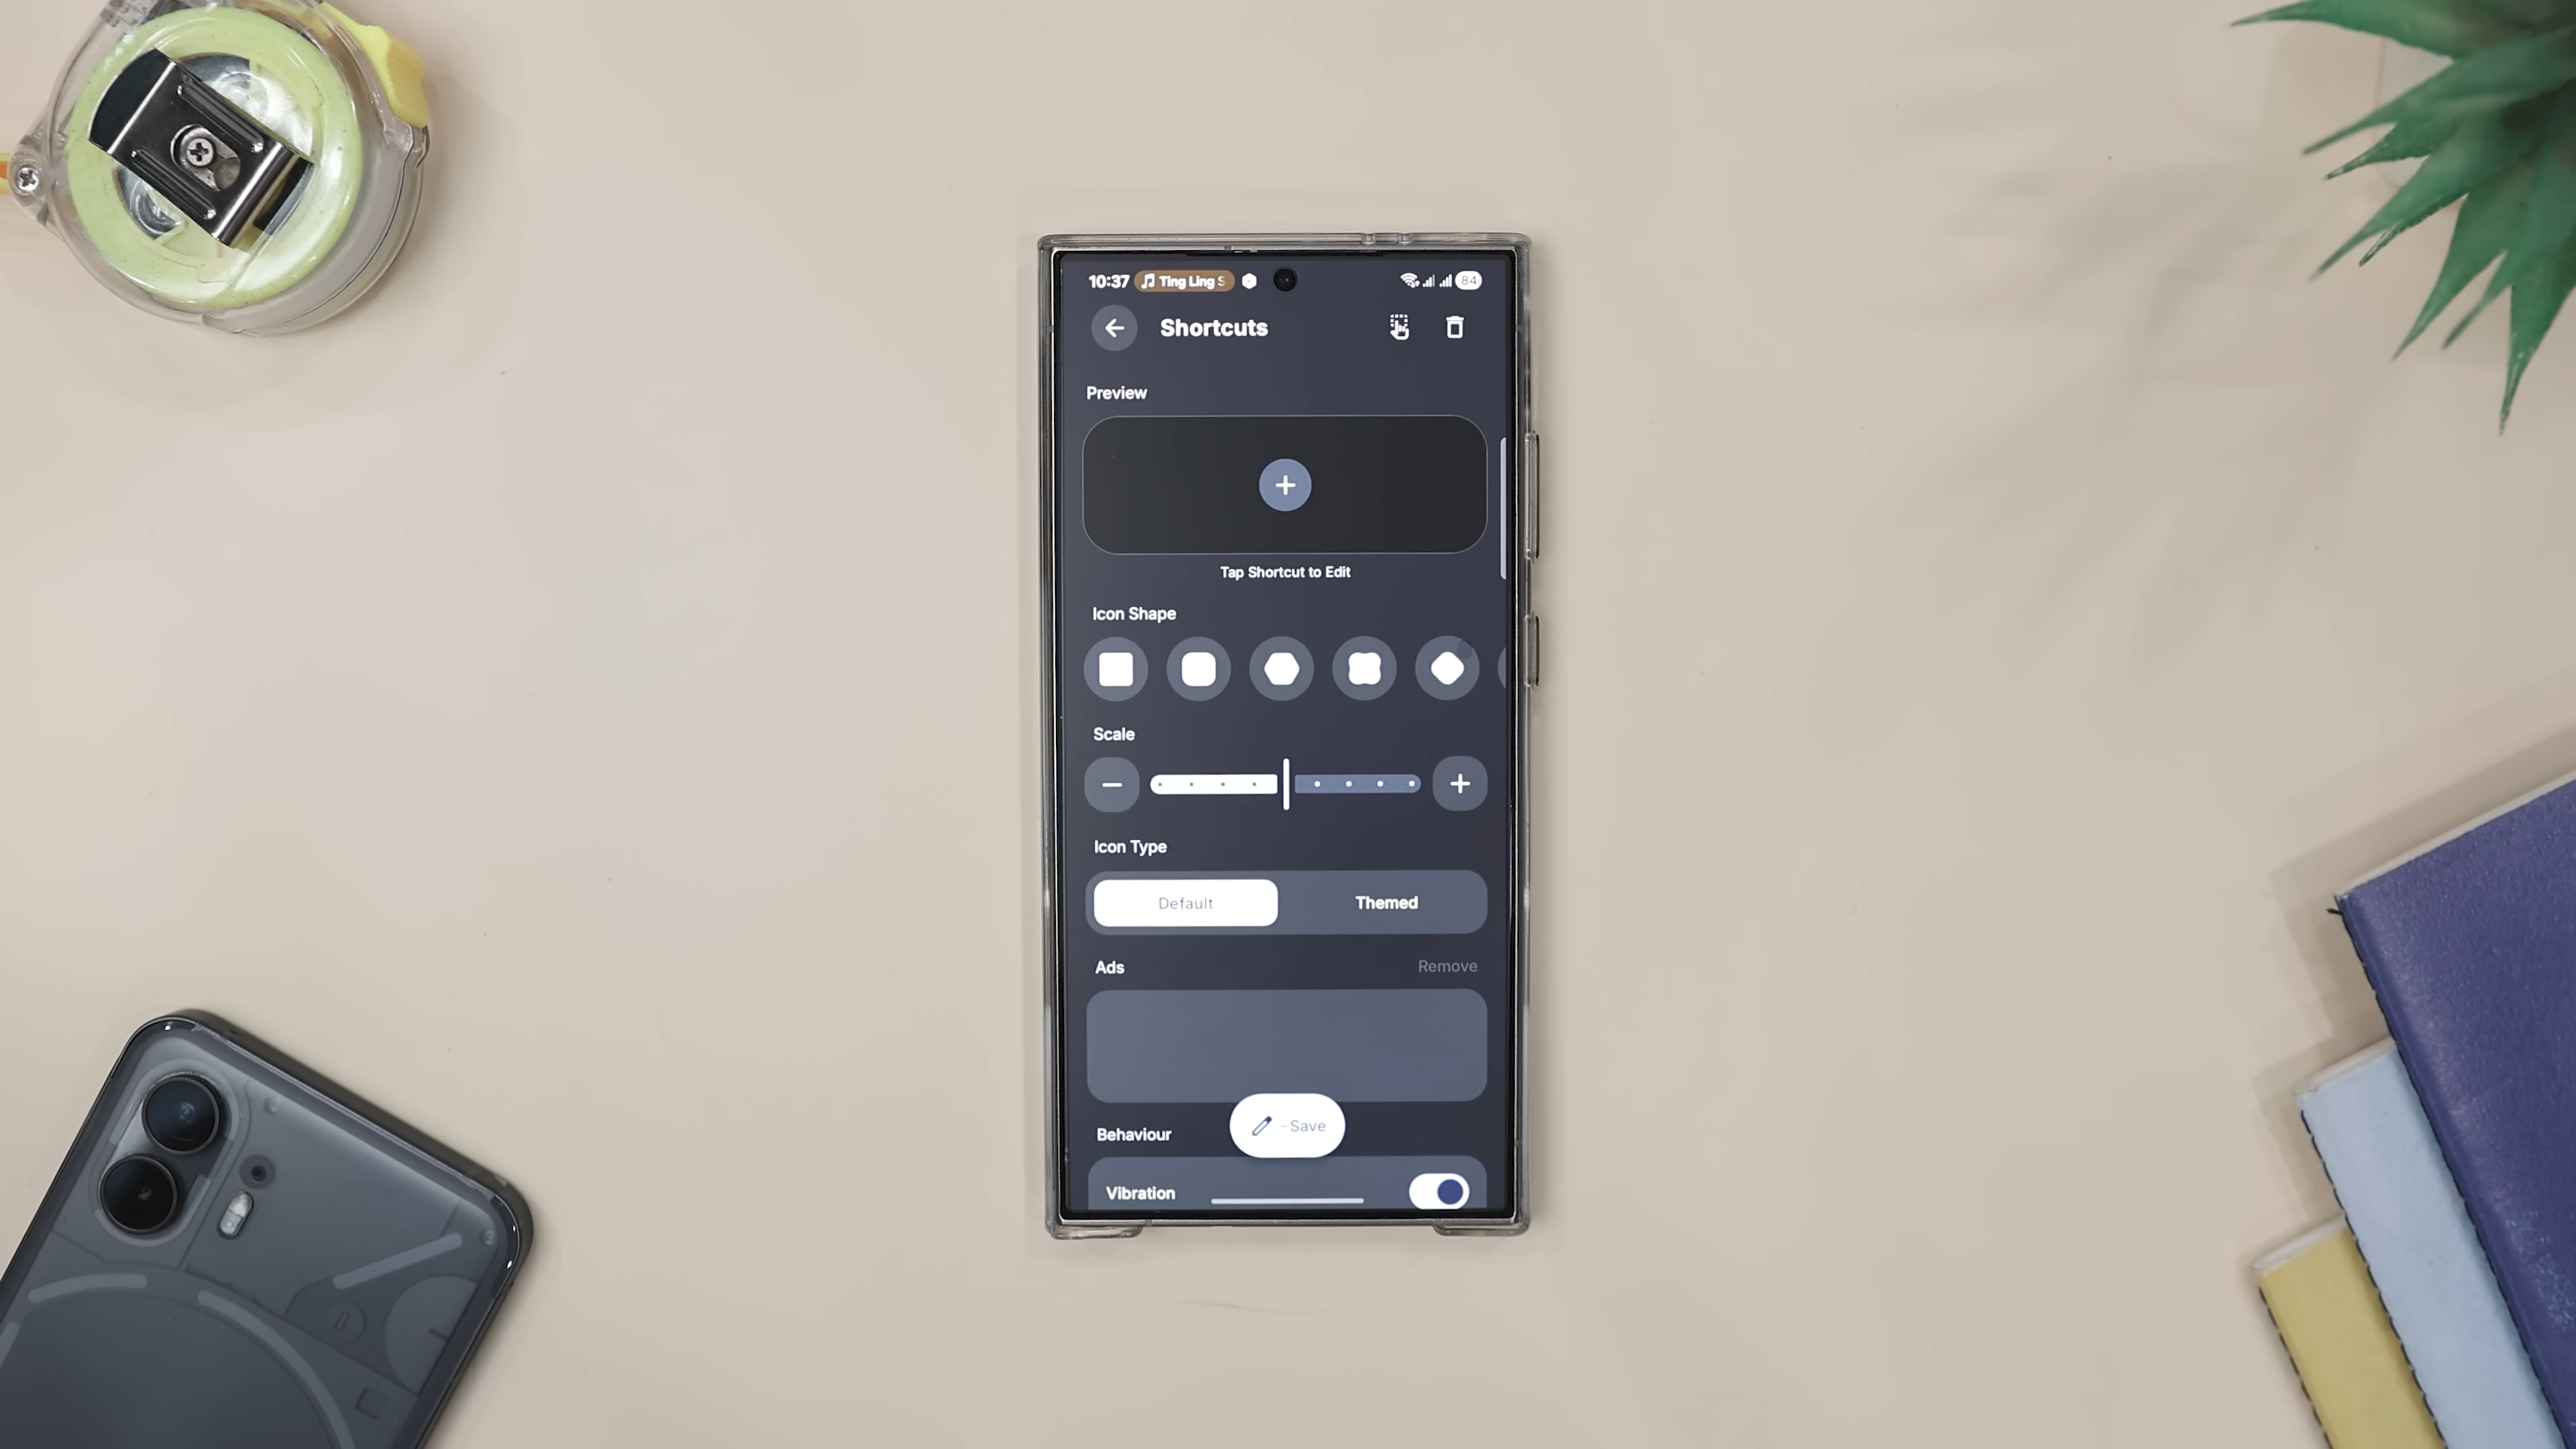 10:37 Ting Ling S 84
Shortcuts
Preview
Tap Shortcut to Edit
Icon Shape
Scale
Icon Type
Default Themed
Ads Remove
Save
Behaviour
Vibration